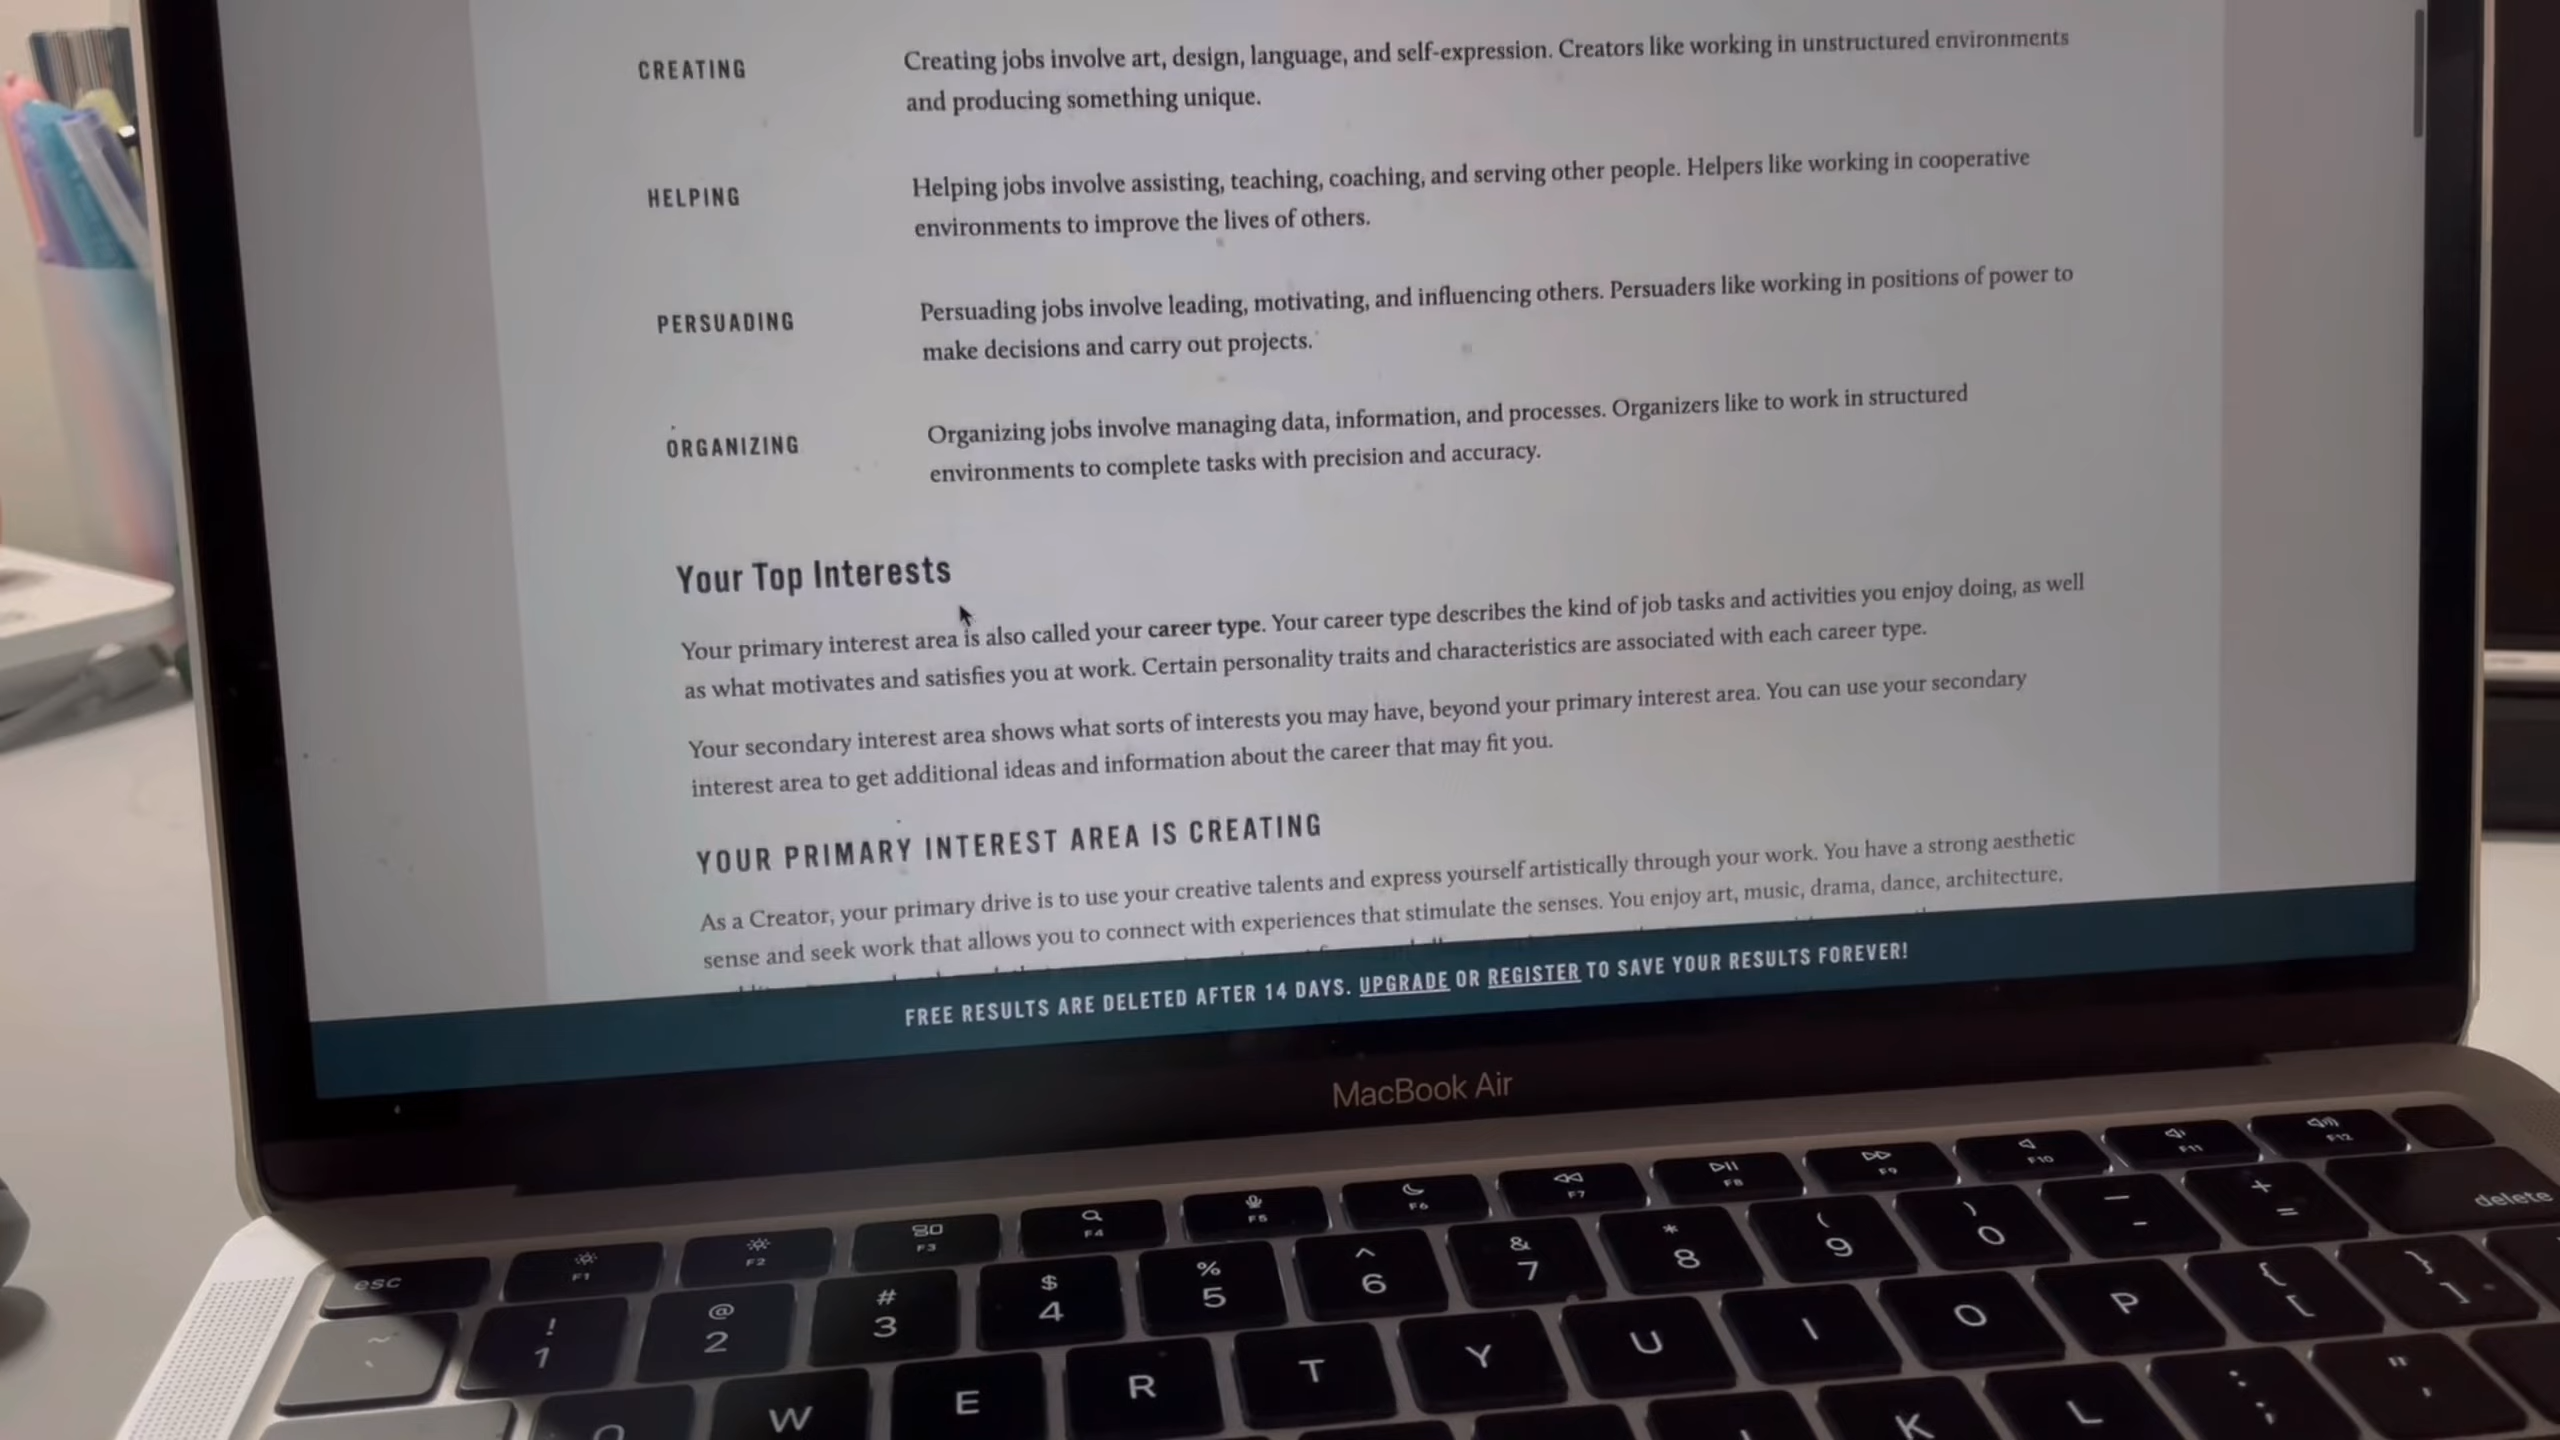 CREATING
Creating jobs involve art, design, language, and self-expression. Creators like working in unstructured environments
and producing something unique.
HELPING
Helping jobs involve assisting, teaching, coaching, and serving other people. Helpers like working in cooperative
environments to improve the lives of others.
PERSUADING
Persuading jobs involve leading, motivating, and influencing others. Persuaders like working in positions of power to
make decisions and carry out projects.
ORGANIZING
Organizing jobs involve managing data, information, and processes. Organizers like to work in structured
environments to complete tasks with precision and accuracy.
Your Top Interests
Your primary interest area is also called your career type. Your career type describes the kind of job tasks and activities you enjoy doing, as well
as what motivates and satisfies you at work. Certain personality traits and characteristics are associated with each career type.
Your secondary interest area shows what sorts of interests you may have, beyond your primary interest area. You can use your secondary
interest area to get additional ideas and information about the career that may fit you.
YOUR PRIMARY INTEREST AREA IS CREATING
As a Creator, your primary drive is to use your creative talents and express yourself artistically through your work. You have a strong aesthetic
sense and seek work that allows you to connect with experiences that stimulate the senses. You enjoy art, music, drama, dance, architecture,
FREE RESULTS ARE DELETED AFTER 14 DAYS. UPGRADE OR REGISTER TO SAVE YOUR RESULTS FOREVER!
MacBook Air
esc F1 F2 F3 F4 F5 F6 F7 F8 F9 F10 F11 F12
~ ` ! 1 @ 2 # 3 $ 4 % 5 ^ 6 & 7 * 8 ( 9 ) 0 — - + = delete
W E R T Y U I O P { [ } ]
K L : ; " '